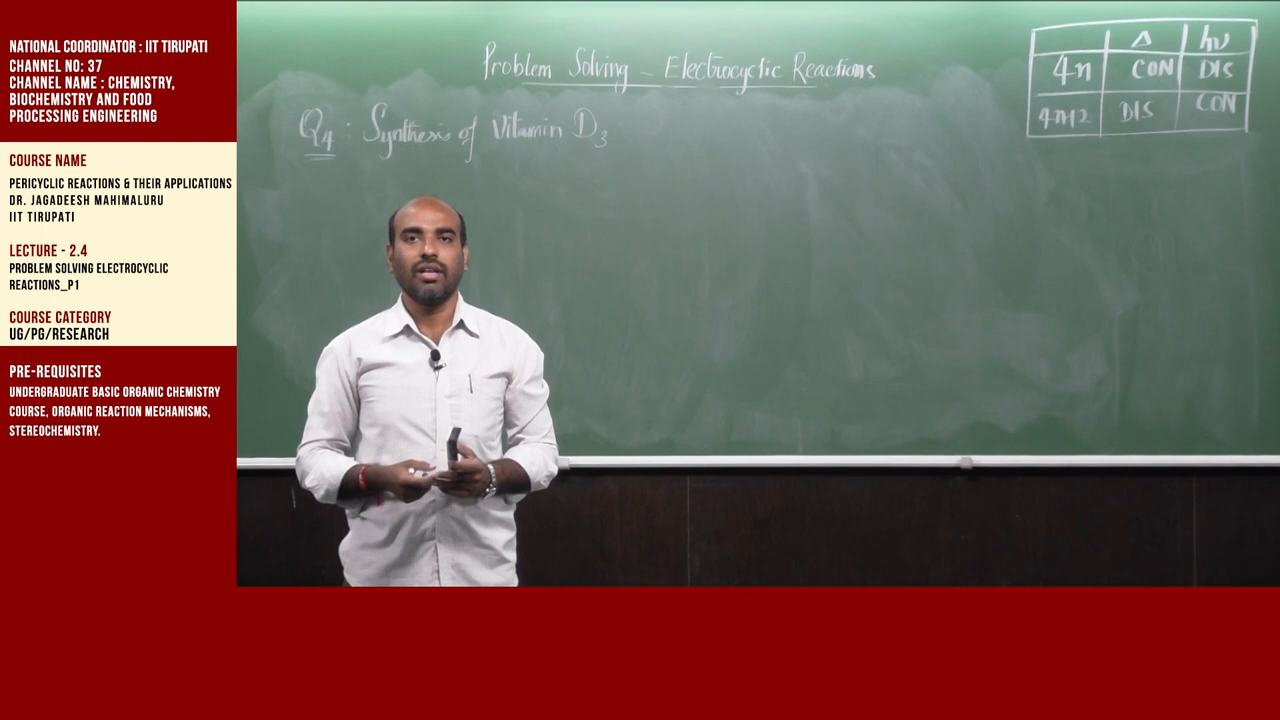 NATIONAL COORDINATOR : IIT TIRUPATI
CHANNEL NO: 37
CHANNEL NAME : CHEMISTRY,
BIOCHEMISTRY AND FOOD
PROCESSING ENGINEERING
COURSE NAME
PERICYCLIC REACTIONS & THEIR APPLICATIONS
DR. JAGADEESH MAHIMALURU
IIT TIRUPATI
LECTURE - 2.4
PROBLEM SOLVING ELECTROCYCLIC
REACTIONS_P1
COURSE CATEGORY
UG/PG/RESEARCH
PRE-REQUISITES
UNDERGRADUATE BASIC ORGANIC CHEMISTRY
COURSE, ORGANIC REACTION MECHANISMS,
STEREOCHEMISTRY.
Problem Solving - Electrocyclic Reactions
Q4 : Synthesis of Vitamin D3
Δ hν
4n CON DIS
4n+2 DIS CON